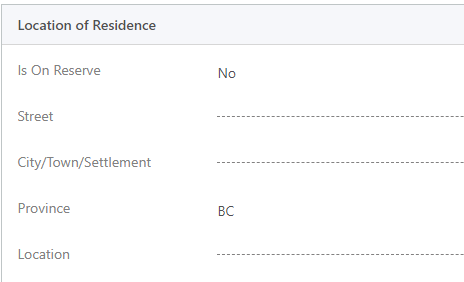 Location of Residence
Is On Reserve No
Street
City/Town/Settlement
Province BC
Location